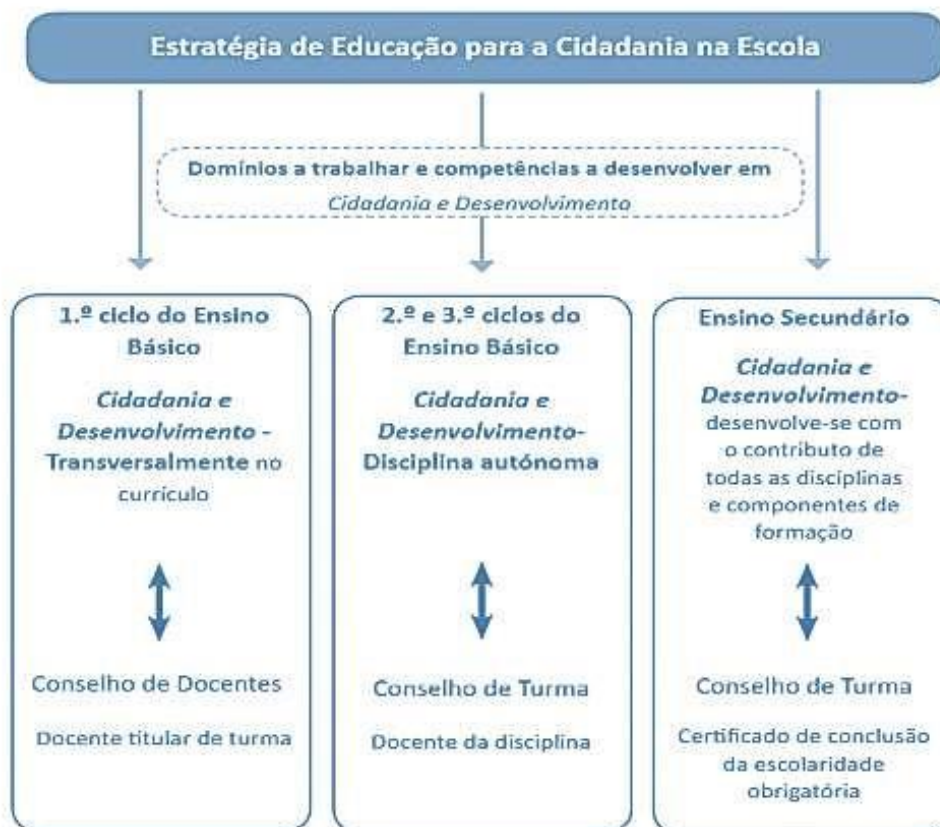 Estratégia de Educação para a Cidadania na Escola
Domínios a trabalhar e competências a desenvolver em
Cidadania e Desenvolvimento
1.º ciclo do Ensino
Básico
Cidadania e
Desenvolvimento -
Transversalmente no
currículo
Conselho de Docentes
Docente titular de turma
2.º e 3.º ciclos do
Ensino Básico
Cidadania e
Desenvolvimento-
Disciplina autónoma
Conselho de Turma
Docente da disciplina
Ensino Secundário
Cidadania e
Desenvolvimento-
desenvolve-se com
o contributo de
todas as disciplinas
e componentes de
formação
Conselho de Turma
Certificado de conclusão
da escolaridade
obrigatória